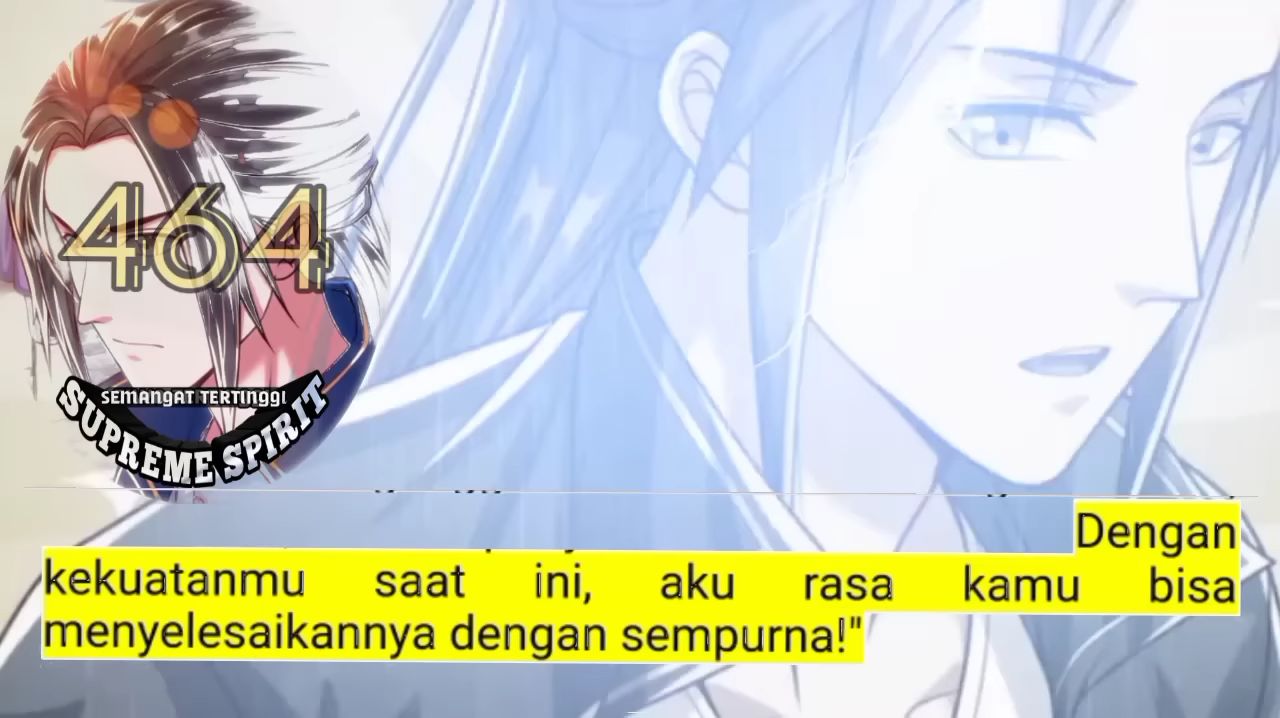 464
SEMANGAT TERTINGGI
SUPREME SPIRIT
Dengan
kekuatanmu saat ini, aku rasa kamu bisa
menyelesaikannya dengan sempurna!"